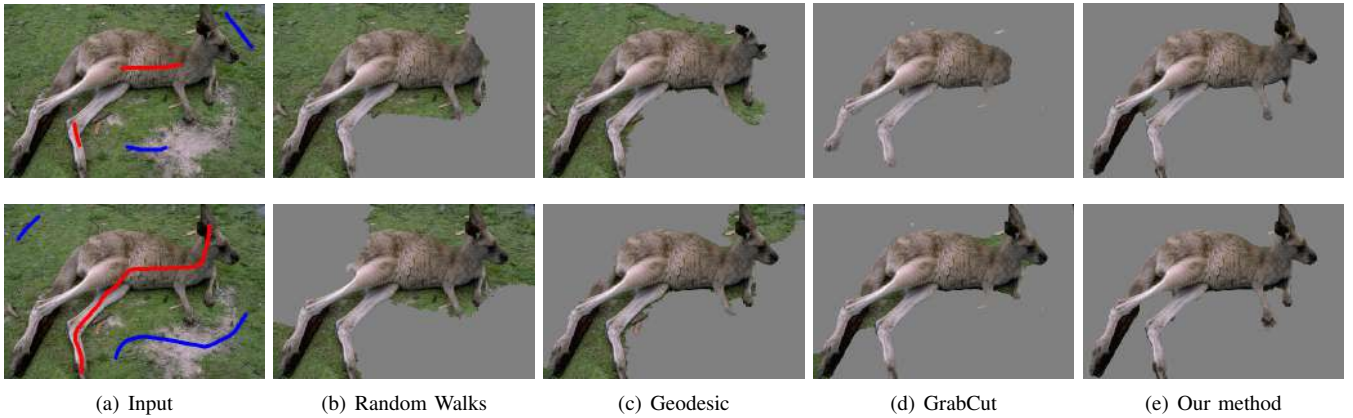 (a) Input
(b) Random Walks
(c) Geodesic
(d) GrabCut
(e) Our method